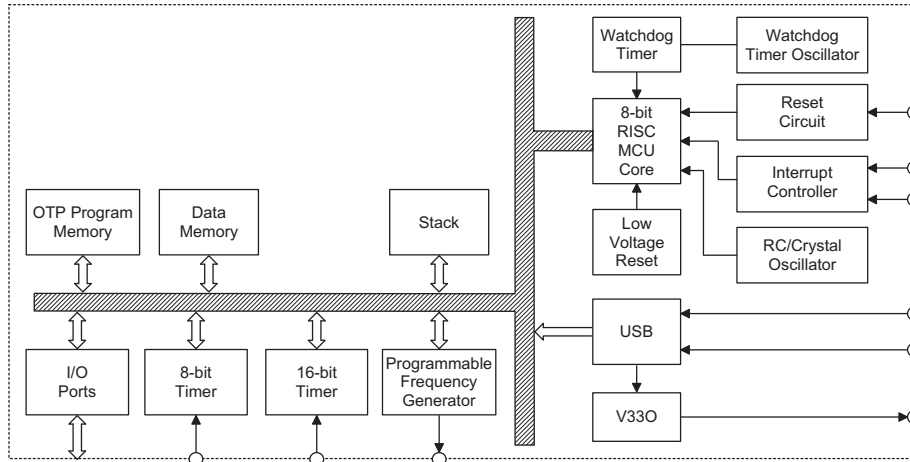 Watchdog
Timer
Watchdog
Timer Oscillator
8-bit
RISC
MCU
Core
Reset
Circuit
Interrupt
Controller
OTP Program
Memory
Data
Memory
Stack
Low
Voltage
Reset
RC/Crystal
Oscillator
USB
I/O
Ports
8-bit
Timer
16-bit
Timer
Programmable
Frequency
Generator
V33O